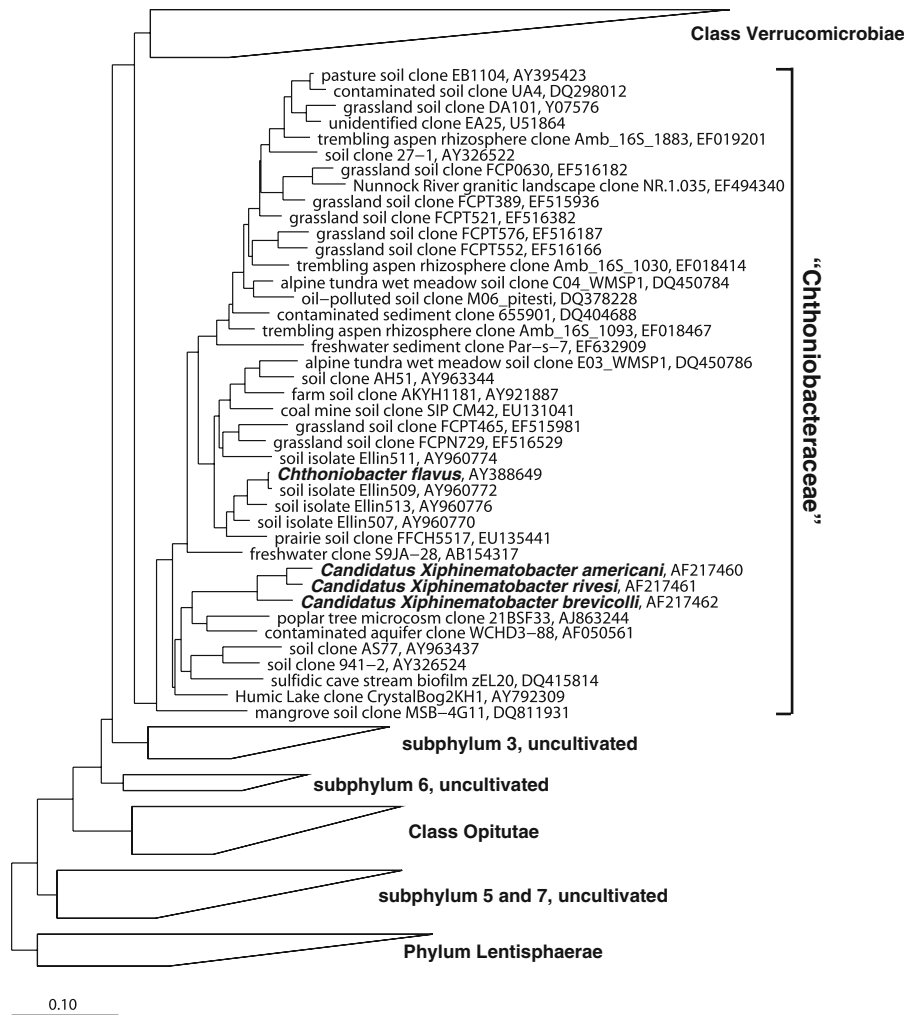 Class Verrucomicrobiae
pasture soil clone EB1104, AY395423
contaminated soil clone UA4, DQ298012
grassland soil clone DA101, Y07576
unidentified clone EA25, U51864
trembling aspen rhizosphere clone Amb_16S_1883, EF019201
soil clone 27−1, AY326522
grassland soil clone FCP0630, EF516182
Nunnock River granitic landscape clone NR.1.035, EF494340
grassland soil clone FCPT389, EF515936
grassland soil clone FCPT521, EF516382
grassland soil clone FCPT576, EF516187
grassland soil clone FCPT552, EF516166
trembling aspen rhizosphere clone Amb_16S_1030, EF018414
alpine tundra wet meadow soil clone C04_WMSP1, DQ450784
oil−polluted soil clone M06_pitesti, DQ378228
contaminated sediment clone 655901, DQ404688
trembling aspen rhizosphere clone Amb_16S_1093, EF018467
freshwater sediment clone Par−s−7, EF632909
alpine tundra wet meadow soil clone E03_WMSP1, DQ450786
soil clone AH51, AY963344
farm soil clone AKYH1181, AY921887
coal mine soil clone SIP CM42, EU131041
grassland soil clone FCPT465, EF515981
grassland soil clone FCPN729, EF516529
soil isolate Ellin511, AY960774
Chthoniobacter flavus, AY388649
soil isolate Ellin509, AY960772
soil isolate Ellin513, AY960776
soil isolate Ellin507, AY960770
prairie soil clone FFCH5517, EU135441
freshwater clone S9JA−28, AB154317
Candidatus Xiphinematobacter americani, AF217460
Candidatus Xiphinematobacter rivesi, AF217461
Candidatus Xiphinematobacter brevicolli, AF217462
poplar tree microcosm clone 21BSF33, AJ863244
contaminated aquifer clone WCHD3−88, AF050561
soil clone AS77, AY963437
soil clone 941−2, AY326524
sulfidic cave stream biofilm zEL20, DQ415814
Humic Lake clone CrystalBog2KH1, AY792309
mangrove soil clone MSB−4G11, DQ811931
“Chthoniobacteraceae”
subphylum 3, uncultivated
subphylum 6, uncultivated
Class Opitutae
subphylum 5 and 7, uncultivated
Phylum Lentisphaerae
0.10